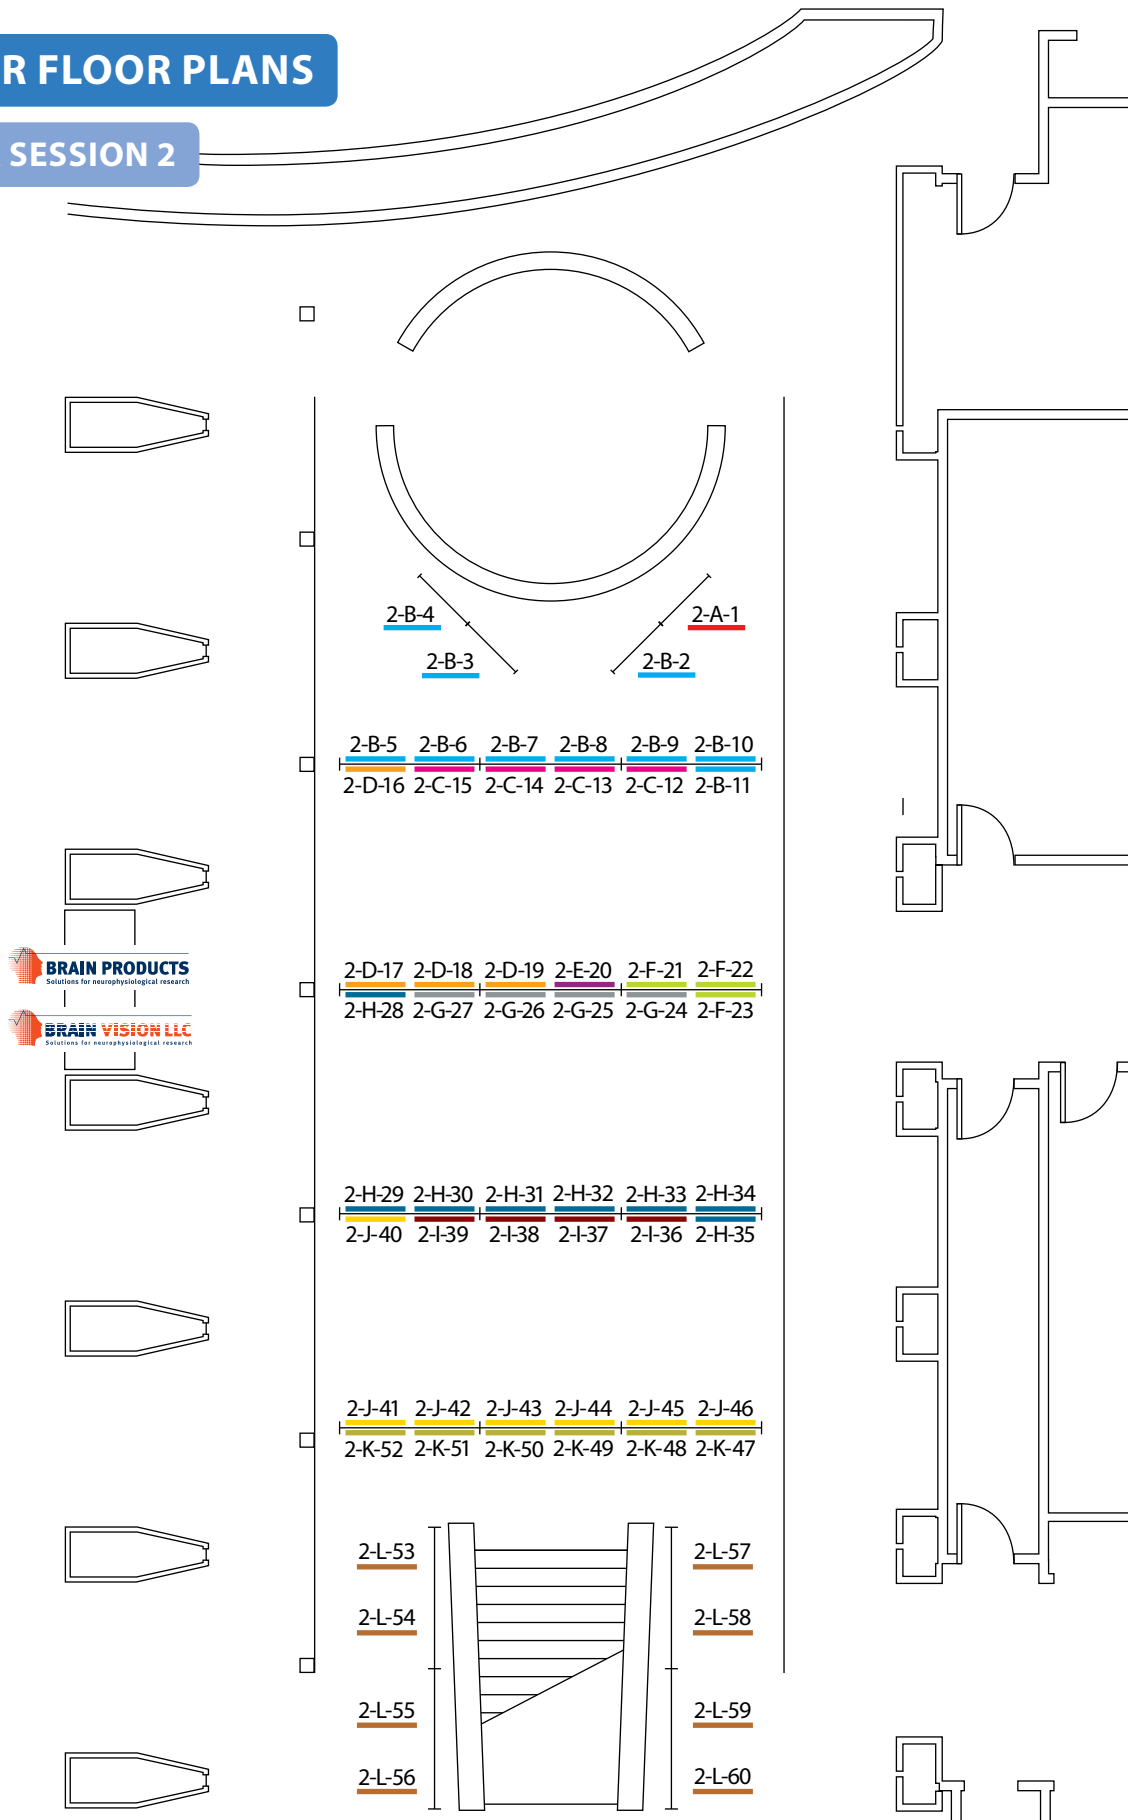 R FLOOR PLANS
SESSION 2
2-B-4
2-A-1
2-B-3
2-B-2
2-B-5 2-B-6 2-B-7 2-B-8 2-B-9 2-B-10
2-D-16 2-C-15 2-C-14 2-C-13 2-C-12 2-B-11
BRAIN PRODUCTS
Solutions for neurophysiological research
BRAIN VISION LLC
Solutions for neurophysiological research
2-D-17 2-D-18 2-D-19 2-E-20 2-F-21 2-F-22
2-H-28 2-G-27 2-G-26 2-G-25 2-G-24 2-F-23
2-H-29 2-H-30 2-H-31 2-H-32 2-H-33 2-H-34
2-J-40 2-I-39 2-I-38 2-I-37 2-I-36 2-H-35
2-J-41 2-J-42 2-J-43 2-J-44 2-J-45 2-J-46
2-K-52 2-K-51 2-K-50 2-K-49 2-K-48 2-K-47
2-L-53
2-L-57
2-L-54
2-L-58
2-L-55
2-L-59
2-L-56
2-L-60